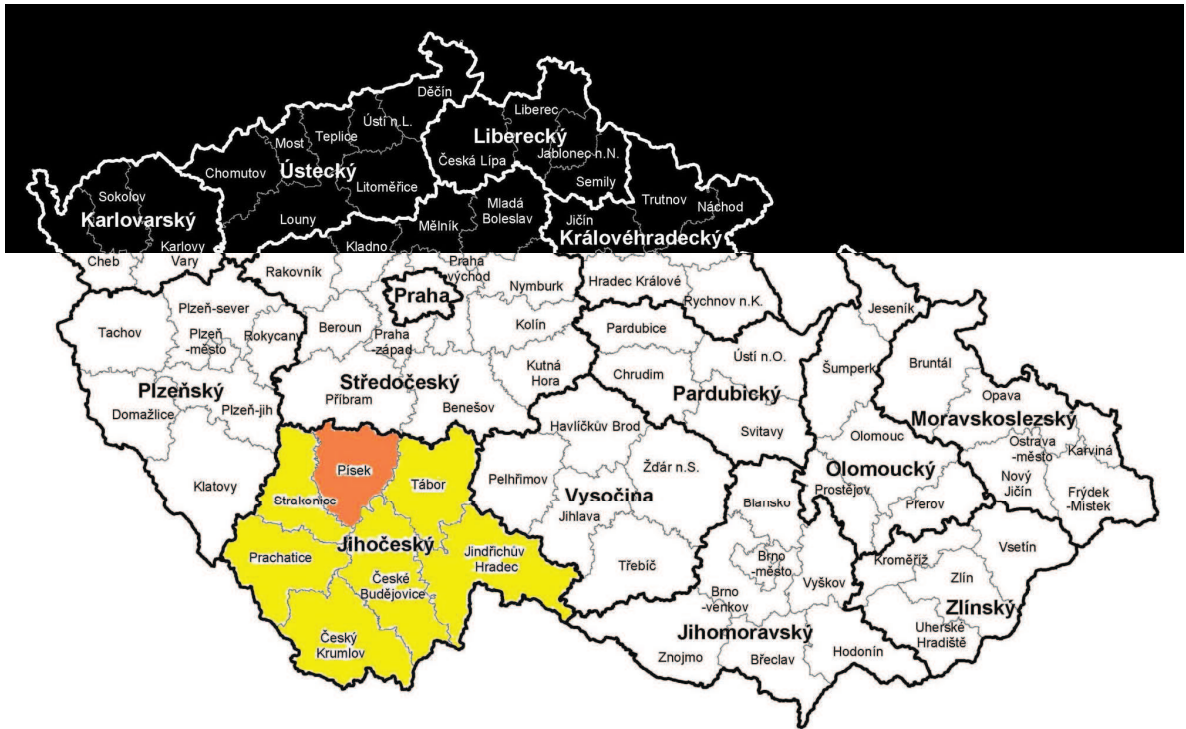 Děčín
Liberec
Ústí n.L.
Teplice
Most
Liberecký
Jablonec n.N.
Česká Lípa
Chomutov
Ústecký
Litoměřice
Semily
Sokolov
Trutnov
Náchod
Mladá
Boleslav
Karlovarský
Louny
Mělník
Jičín
Královéhradecký
Karlovy
Vary
Kladno
Cheb
Rakovník
Praha
východ
Nymburk
Hradec Králové
Rychnov n.K.
Jeseník
Praha
Plzeň-sever
Tachov
Plzeň
-město
Rokycany
Beroun
Praha
-západ
Kolín
Pardubice
Ústí n.O.
Šumperk
Bruntál
Kutná
Hora
Chrudim
Středočeský
Příbram
Benešov
Pardubický
Plzeňský
Domažlice
Plzeň-jih
Opava
Moravskoslezský
Havlíčkův Brod
Svitavy
Olomouc
Ostrava
-město
Karviná
Písek
Tábor
Klatovy
Pelhřimov
Žďár n.S.
Olomoucký
Prostějov
Přerov
Nový
Jičín
Frýdek
-Místek
Strakonice
Vysočina
Jihlava
Blansko
Jihočeský
Prachatice
Jindřichův
Hradec
Třebíč
Brno
-město
Vyškov
Kroměříž
Vsetín
Zlín
České
Budějovice
Brno
-venkov
Zlínský
Uherské
Hradiště
Český
Krumlov
Jihomoravský
Znojmo
Břeclav
Hodonín